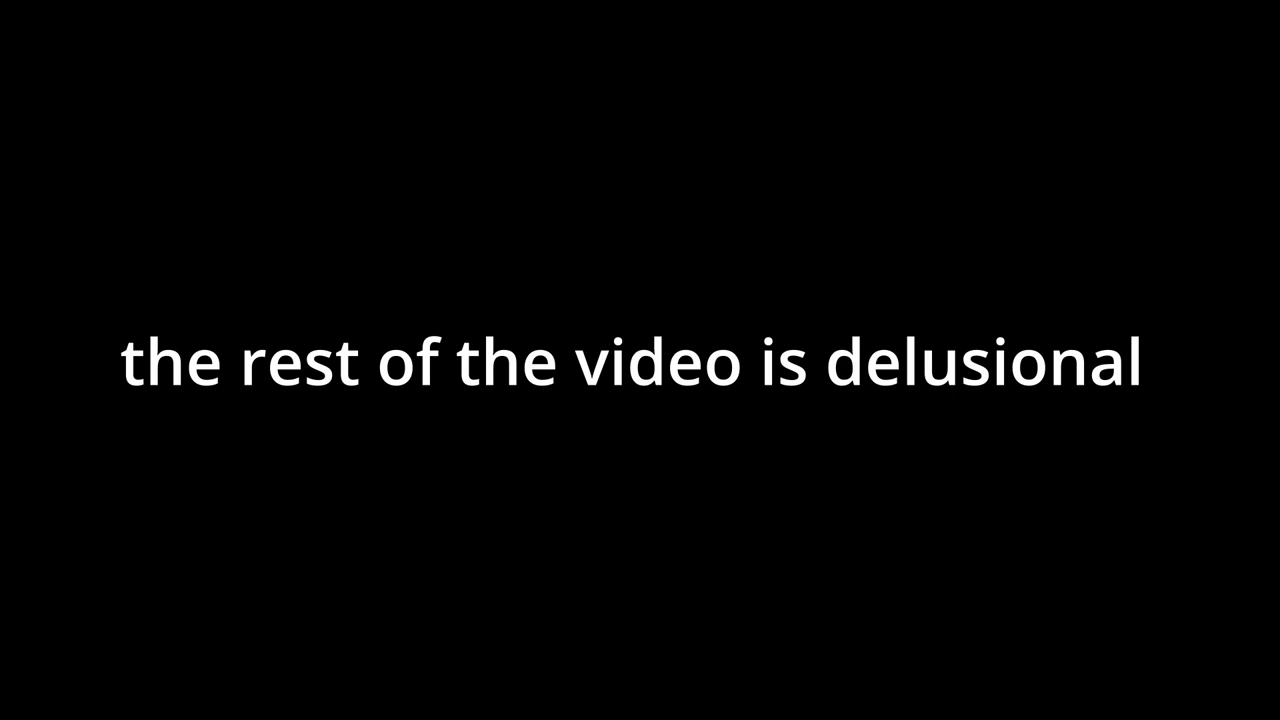 the rest of the video is delusional